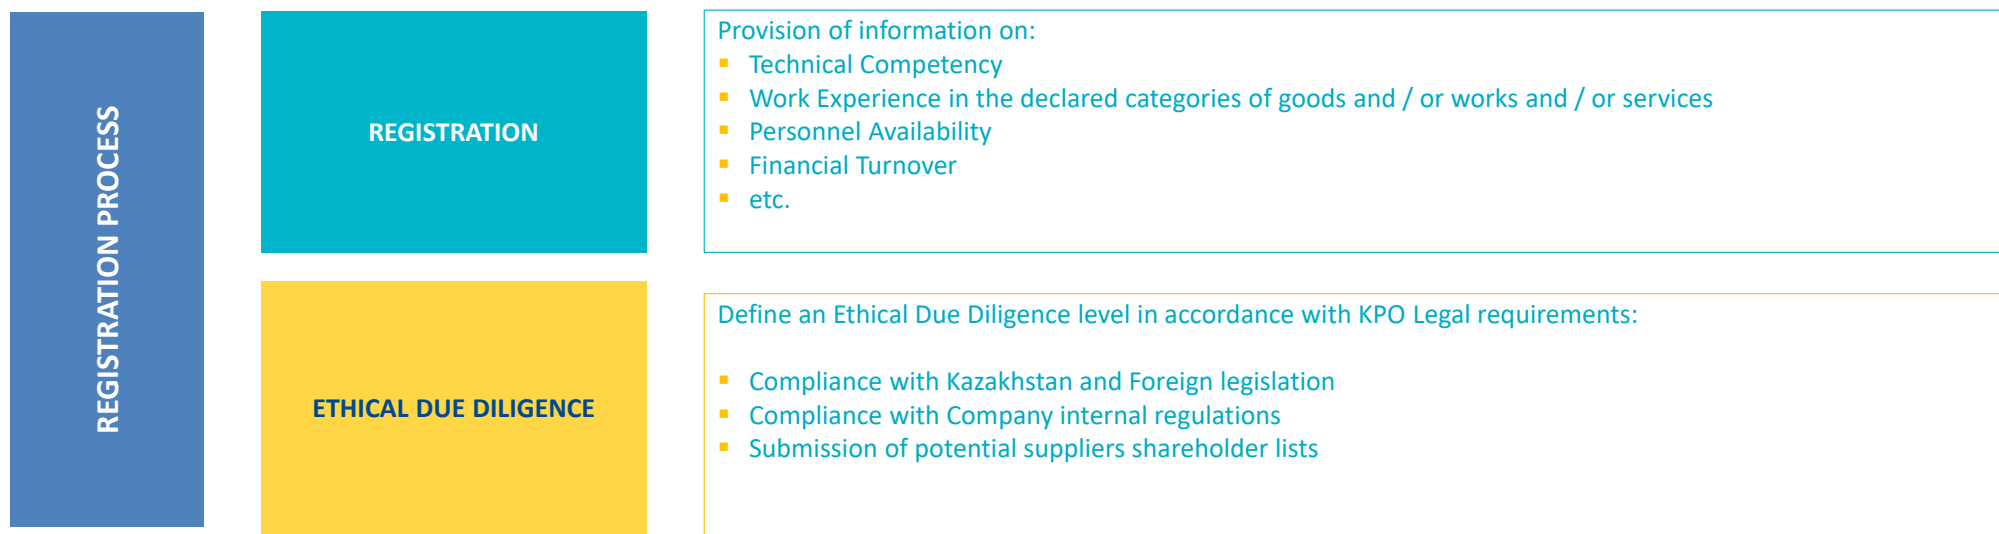 REGISTRATION PROCESS
REGISTRATION
Provision of information on:
▪ Technical Competency
▪ Work Experience in the declared categories of goods and / or works and / or services
▪ Personnel Availability
▪ Financial Turnover
▪ etc.
ETHICAL DUE DILIGENCE
Define an Ethical Due Diligence level in accordance with KPO Legal requirements:
▪ Compliance with Kazakhstan and Foreign legislation
▪ Compliance with Company internal regulations
▪ Submission of potential suppliers shareholder lists